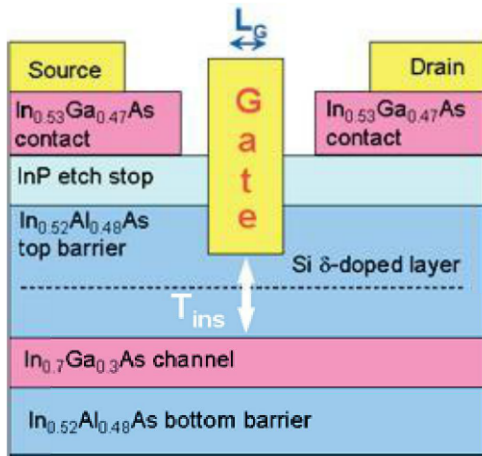 L_G
Source
Drain
Gate
In₀.₅₃Ga₀.₄₇As
contact
In₀.₅₃Ga₀.₄₇As
contact
InP etch stop
In₀.₅₂Al₀.₄₈As
top barrier
Si δ-doped layer
T_ins
In₀.₇Ga₀.₃As channel
In₀.₅₂Al₀.₄₈As bottom barrier